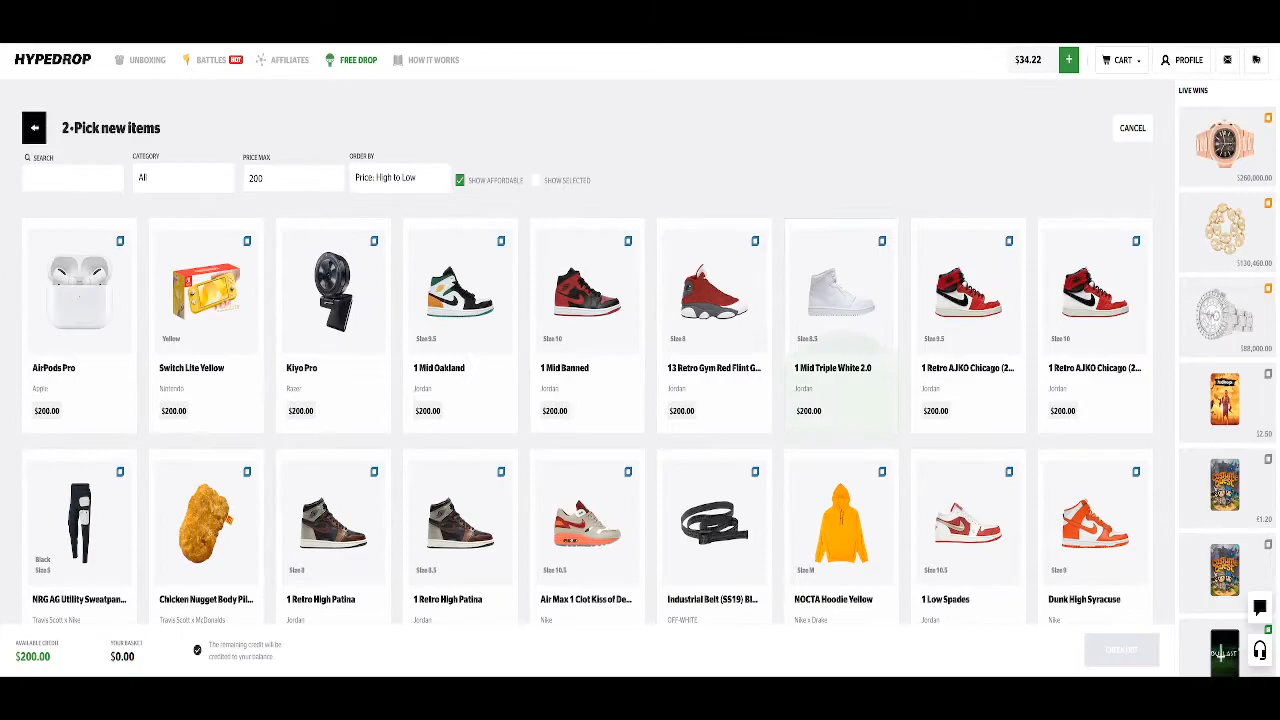 HYPEDROP
UNBOXING
BATTLES HOT
AFFILIATES
FREE DROP
HOW IT WORKS
$34.22
+
CART
PROFILE
LIVE WINS
2•Pick new items
CANCEL
SEARCH
CATEGORY
All
PRICE MAX
200
ORDER BY
Price: High to Low
SHOW AFFORDABLE
SHOW SELECTED
AirPods Pro
Apple
$200.00
Yellow
Switch Lite Yellow
Nintendo
$200.00
Kiyo Pro
Razer
$200.00
Size 9.5
1 Mid Oakland
Jordan
$200.00
Size 10
1 Mid Banned
Jordan
$200.00
Size 8
13 Retro Gym Red Flint G...
Jordan
$200.00
Size 8.5
1 Mid Triple White 2.0
Jordan
$200.00
Size 9.5
1 Retro AJKO Chicago (2...
Jordan
$200.00
Size 10
1 Retro AJKO Chicago (2...
Jordan
$200.00
Black
Size S
NRG AG Utility Sweatpan...
Travis Scott x Nike
Chicken Nugget Body Pil...
Travis Scott x McDonalds
Size 8
1 Retro High Patina
Jordan
Size 8.5
1 Retro High Patina
Jordan
Size 10.5
Air Max 1 Clot Kiss of De...
Nike
Industrial Belt (SS19) Bl...
OFF-WHITE
Size M
NOCTA Hoodie Yellow
Nike x Drake
Size 10.5
1 Low Spades
Jordan
Size 9
Dunk High Syracuse
Nike
$260,000.00
$130,460.00
$88,000.00
$2.50
$1.20
AVAILABLE CREDIT
$200.00
YOUR BASKET
$0.00
The remaining credit will be
credited to your balance
CHECK OUT